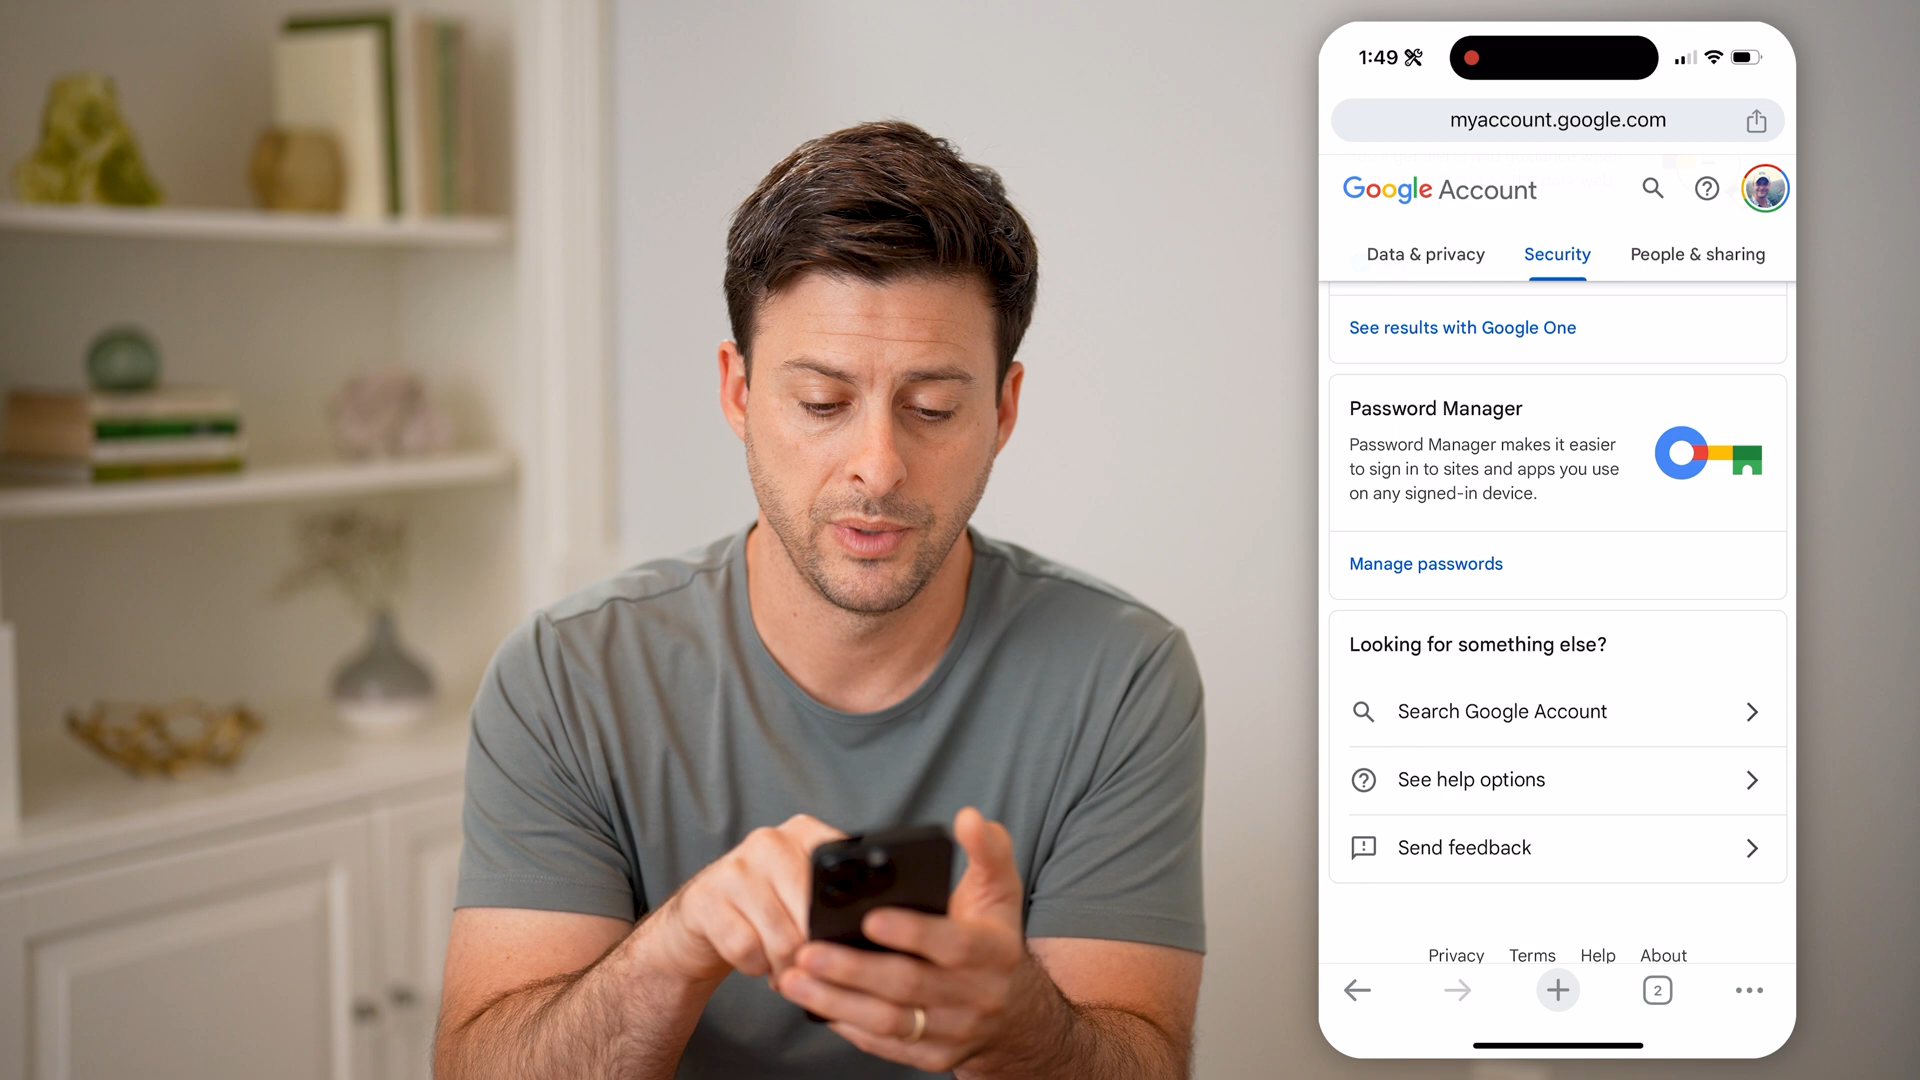 1:49
myaccount.google.com
Google Account
Data & privacy Security People & sharing
See results with Google One
Password Manager
Password Manager makes it easier
to sign in to sites and apps you use
on any signed-in device.
Manage passwords
Looking for something else?
Search Google Account
See help options
Send feedback
Privacy Terms Help About
2